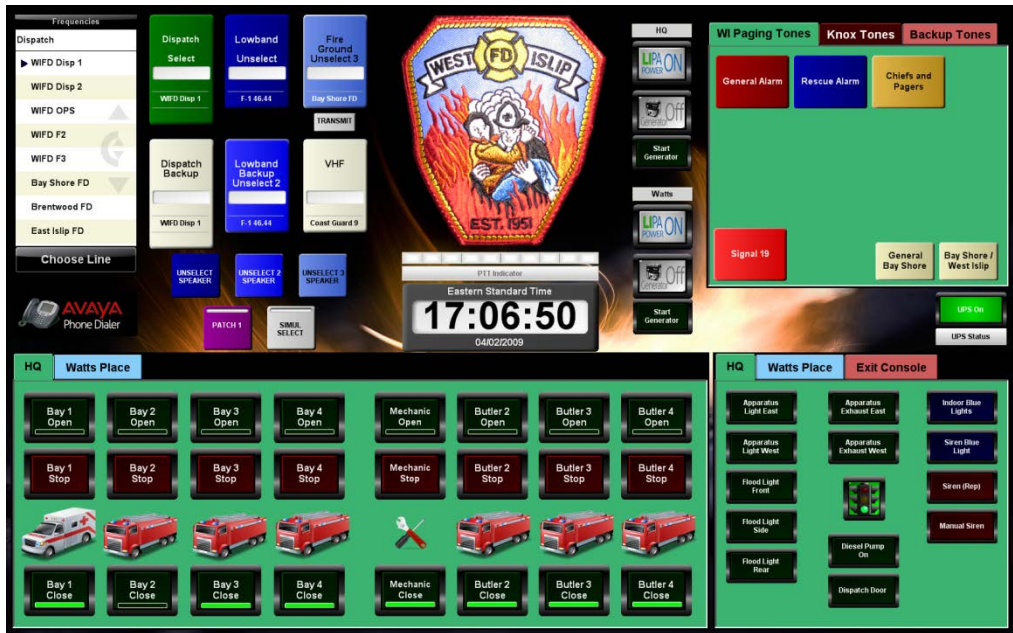 Frequencies
Dispatch
WIFD Disp 1
WIFD Disp 2
WIFD OPS
WIFD F2
WIFD F3
Bay Shore FD
Brentwood FD
East Islip FD
Choose Line
AVAYA
Phone Dialer
Dispatch
Select
WIFD Disp 1
Lowband
Unselect
F-1 46.44
Fire
Ground
Unselect 3
Bay Shore FD
TRANSMIT
Dispatch
Backup
WIFD Disp 1
Lowband
Backup
Unselect 2
F-1 46.44
VHF
Coast Guard 9
UNSELECT
SPEAKER
UNSELECT 2
SPEAKER
UNSELECT 3
SPEAKER
PATCH 1
SIMUL
SELECT
WEST FD ISLIP
EST. 1951
PTT Indicator
Eastern Standard Time
17:06:50
04/02/2009
HQ
LIPA
POWER ON
Generator Off
Start
Generator
Watts
LIPA
POWER ON
Generator Off
Start
Generator
WI Paging Tones
Knox Tones
Backup Tones
General Alarm
Rescue Alarm
Chiefs and
Pagers
Signal 19
General
Bay Shore
Bay Shore /
West Islip
UPS On
UPS Status
HQ
Watts Place
Bay 1
Open
Bay 2
Open
Bay 3
Open
Bay 4
Open
Mechanic
Open
Butler 2
Open
Butler 3
Open
Butler 4
Open
Bay 1
Stop
Bay 2
Stop
Bay 3
Stop
Bay 4
Stop
Mechanic
Stop
Butler 2
Stop
Butler 3
Stop
Butler 4
Stop
Bay 1
Close
Bay 2
Close
Bay 3
Close
Bay 4
Close
Mechanic
Close
Butler 2
Close
Butler 3
Close
Butler 4
Close
HQ
Watts Place
Exit Console
Apparatus
Light East
Apparatus
Exhaust East
Indoor Blue
Lights
Apparatus
Light West
Apparatus
Exhaust West
Siren Blue
Light
Flood Light
Front
Siren (Rep)
Flood Light
Side
Manual Siren
Diesel Pump
On
Flood Light
Rear
Dispatch Door